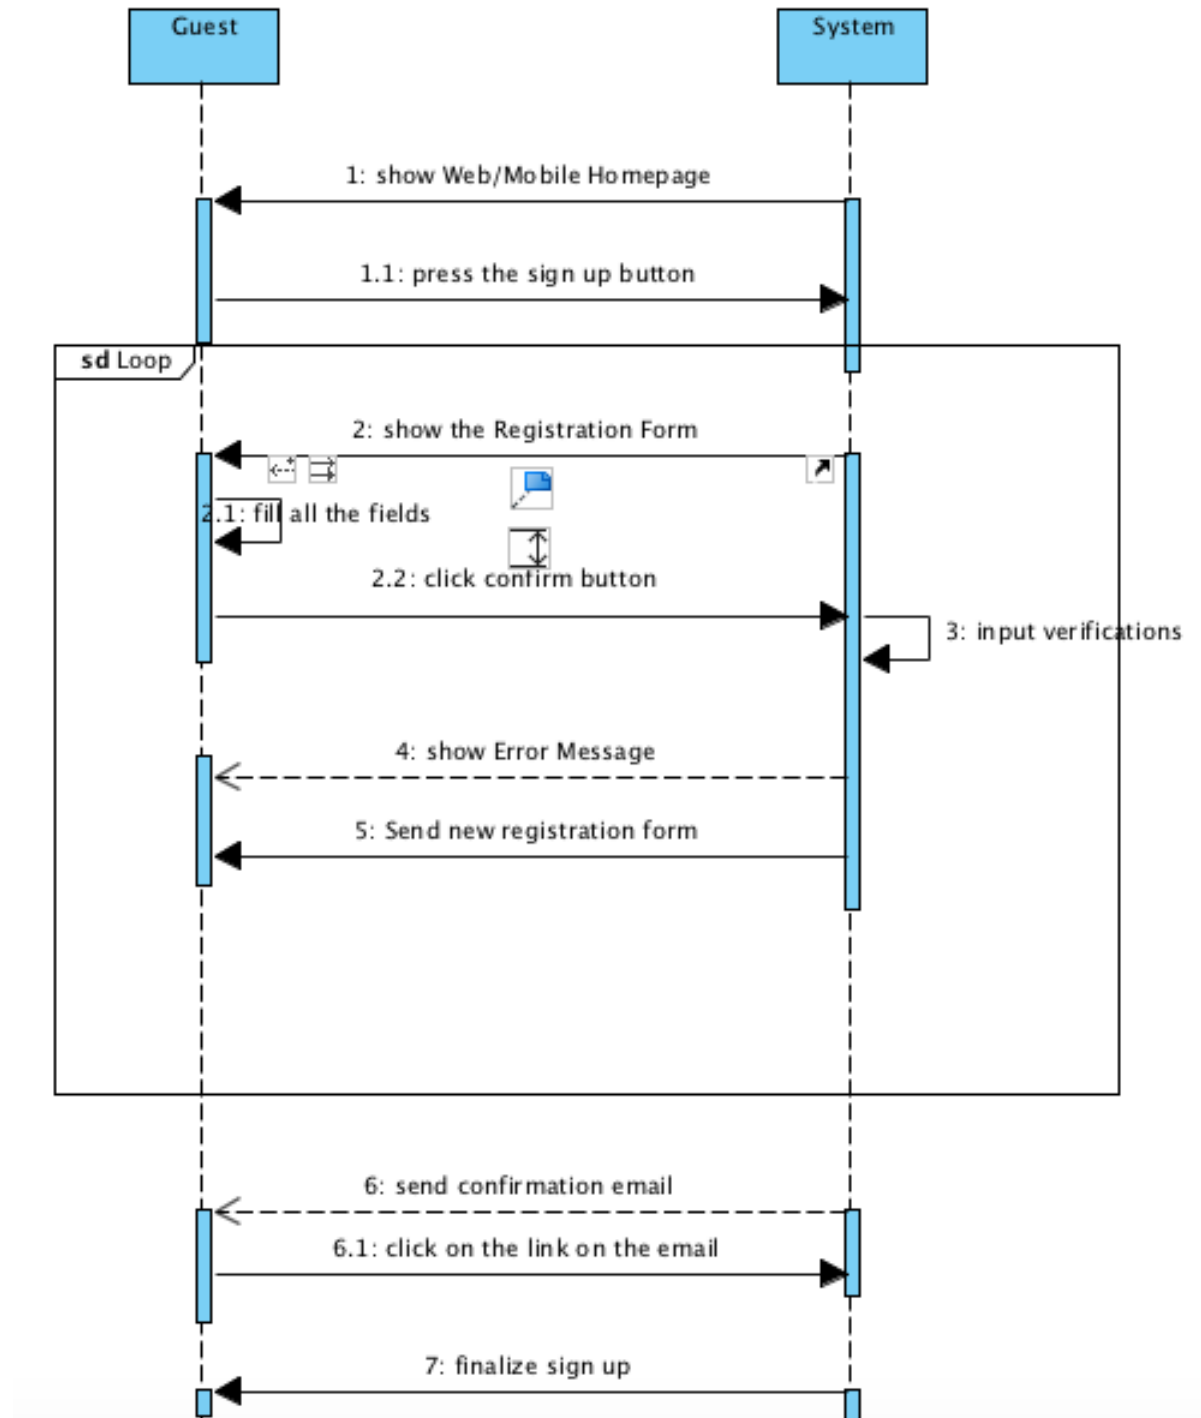 Guest
System
1: show Web/Mobile Homepage
1.1: press the sign up button
sd Loop
2: show the Registration Form
2.1: fill all the fields
2.2: click confirm button
3: input verifications
4: show Error Message
5: Send new registration form
6: send confirmation email
6.1: click on the link on the email
7: finalize sign up